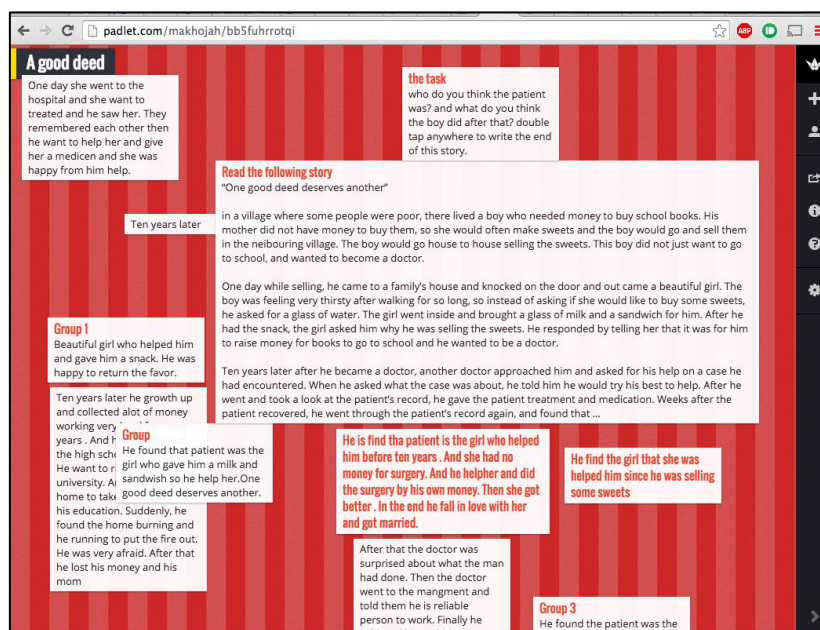 padlet.com/makhojah/bb5fuhrrotqi
ABP
A good deed
One day she went to the
hospital and she want to
treated and he saw her. They
remembered each other then
he want to help her and give
her a medicen and she was
happy from him help.
the task
who do you think the patient
was? and what do you think
the boy did after that? double
tap anywhere to write the end
of this story.
Read the following story
"One good deed deserves another"
in a village where some people were poor, there lived a boy who needed money to buy school books. His
mother did not have money to buy them, so she would often make sweets and the boy would go and sell them
in the neibouring village. The boy would go house to house selling the sweets. This boy did not just want to go
to school, and wanted to become a doctor.
One day while selling, he came to a family's house and knocked on the door and out came a beautiful girl. The
boy was feeling very thirsty after walking for so long, so instead of asking if she would like to buy some sweets,
he asked for a glass of water. The girl went inside and brought a glass of milk and a sandwich for him. After he
had the snack, the girl asked him why he was selling the sweets. He responded by telling her that it was for him
to raise money for books to go to school and he wanted to be a doctor.
Ten years later after he became a doctor, another doctor approached him and asked for his help on a case he
had encountered. When he asked what the case was about, he told him he would try his best to help. After he
went and took a look at the patient's record, he gave the patient treatment and medication. Weeks after the
patient recovered, he went through the patient's record again, and found that ...
Ten years later
Group 1
Beautiful girl who helped him
and gave him a snack. He was
happy to return the favor.
Ten years later he growth up
and collected alot of money
working very
years . And
the high
He want to
university.
home to
his education. Suddenly, he
found the home burning and
he running to put the fire out.
He was very afraid. After that
he lost his money and his
mom
Group
He found that patient was the
girl who gave him a milk and
sandwish so he help her.One
good deed deserves another.
He is find tha patient is the girl who helped
him before ten years . And she had no
money for surgery. And he helpher and did
the surgery by his own money. Then she got
better . In the end he fall in love with her
and got married.
He find the girl that she was
helped him since he was selling
some sweets
After that the doctor was
surprised about what the man
had done. Then the doctor
went to the mangment and
told them he is reliable
person to work. Finally he
Group 3
He found the patient was the